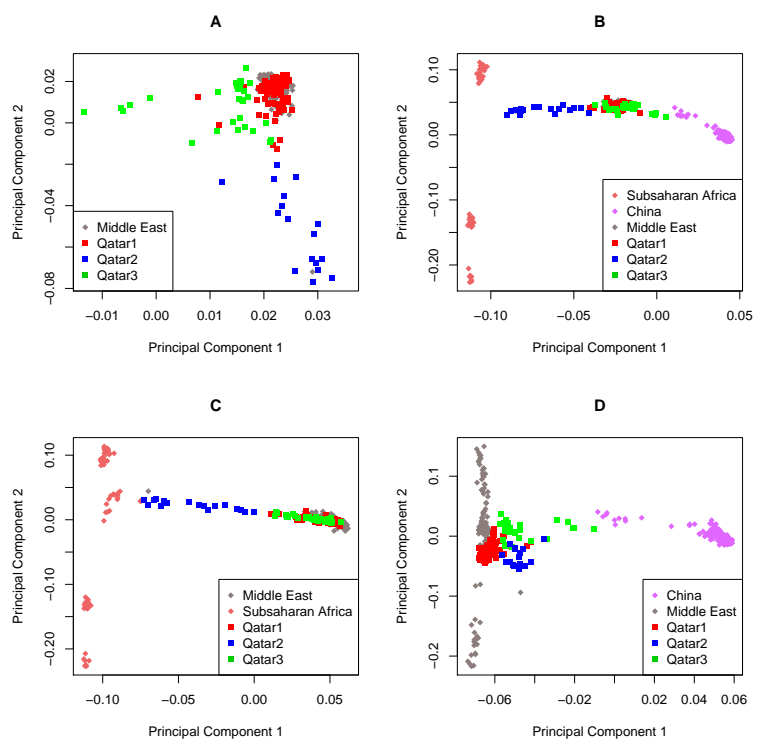 A
Principal Component 2
0.02
0.00
−0.04
−0.08
Middle East
Qatar1
Qatar2
Qatar3
−0.01
0.00
0.01
0.02
0.03
Principal Component 1
B
Principal Component 2
0.10
0.00
−0.10
−0.20
Subsaharan Africa
China
Middle East
Qatar1
Qatar2
Qatar3
−0.10
−0.05
0.00
0.05
Principal Component 1
C
Principal Component 2
0.10
0.00
−0.10
−0.20
Middle East
Subsaharan Africa
Qatar1
Qatar2
Qatar3
−0.10
−0.05
0.00
0.05
Principal Component 1
D
Principal Component 2
0.1
0.0
−0.1
−0.2
China
Middle East
Qatar1
Qatar2
Qatar3
−0.06
−0.02
0.02
0.04
0.06
Principal Component 1